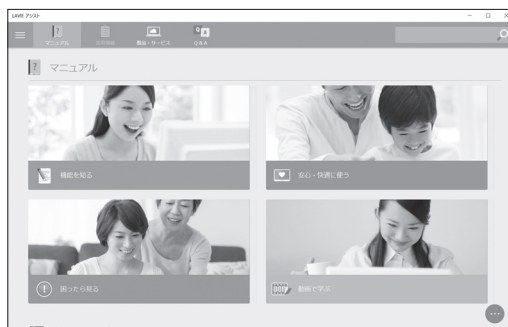 LAVIE アシスト
マニュアル
製品・サービス
Q & A
マニュアル
機能を知る
安心・快適に使う
困ったら見る
動画で学ぶ